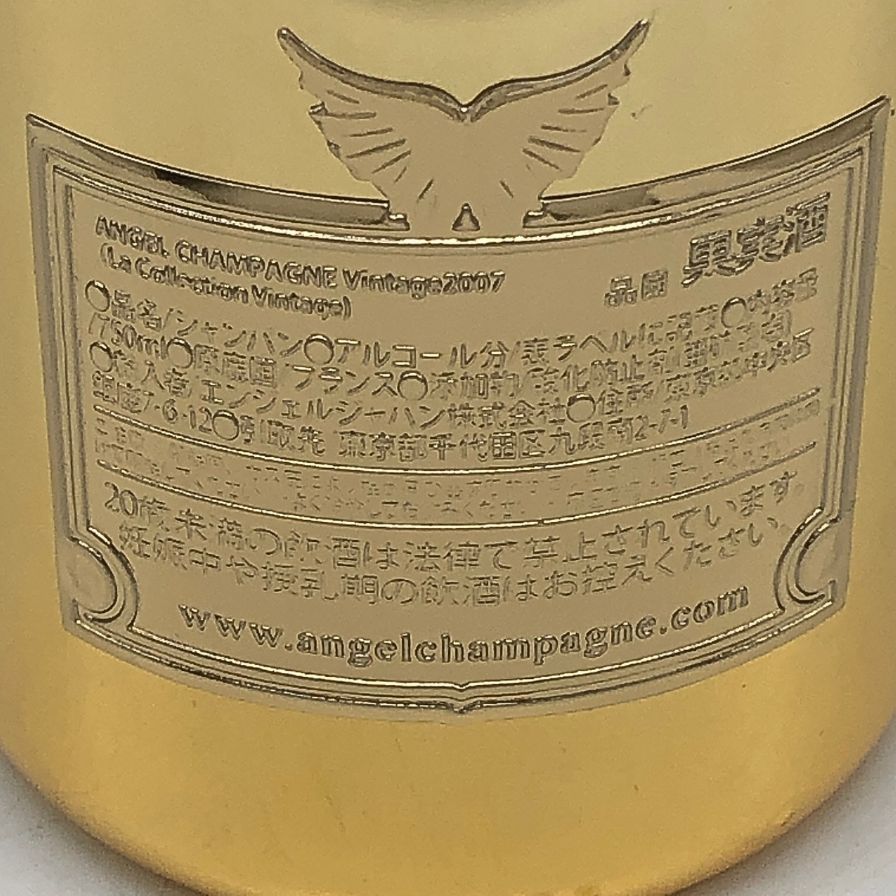 ANGEL CHAMPAGNE Vintage2007
(La Collection Vintage)
品目 果実酒
○品名/シャンパン○アルコール分/表ラベルに記載○内容量
/750ml○原産国/フランス○添加物/酸化防止剤(亜硫酸塩)
○輸入者/エンジェルシャンパン株式会社○住所/東京都中央区
銀座7-6-12○引取先 東京都千代田区九段南2-7-1
20歳未満の飲酒は法律で禁止されています。
妊娠中や授乳期の飲酒はお控えください。
www.angelchampagne.com